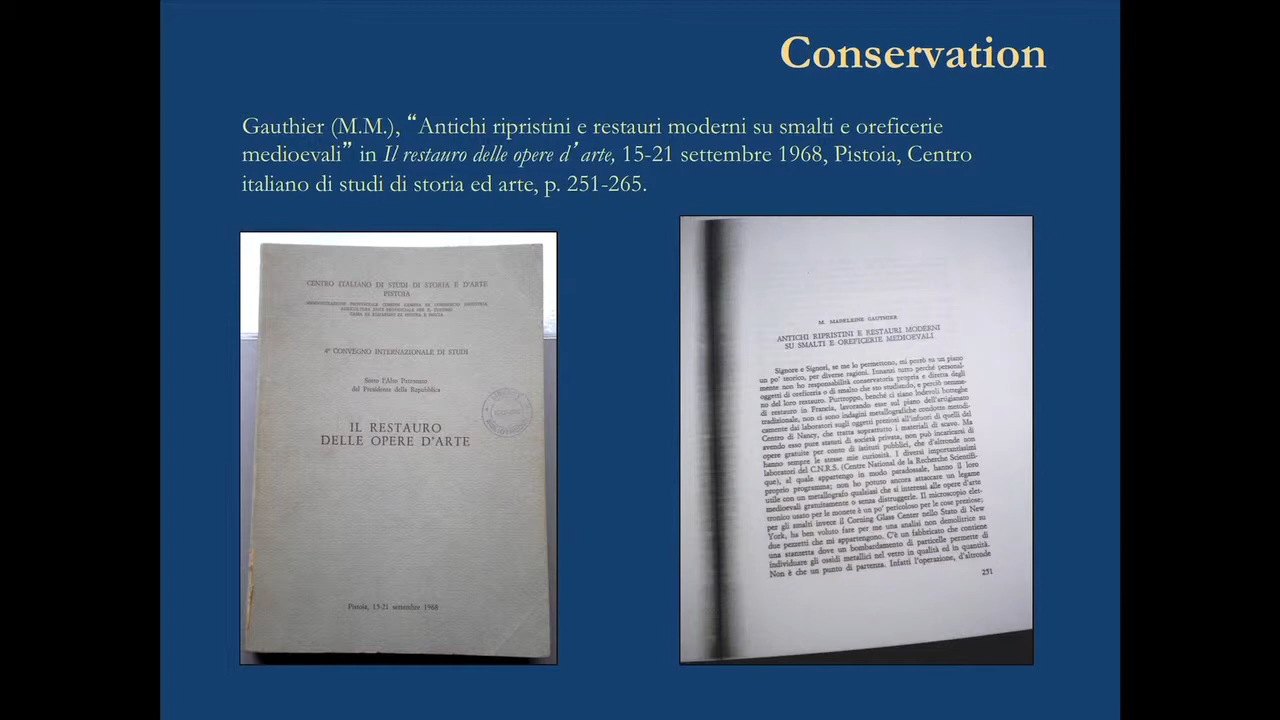 Conservation
Gauthier (M.M.), “Antichi ripristini e restauri moderni su smalti e oreficerie
medioevali” in Il restauro delle opere d’arte, 15-21 settembre 1968, Pistoia, Centro
italiano di studi di storia ed arte, p. 251-265.
CENTRO ITALIANO DI STUDI DI STORIA E D'ARTE
PISTOIA
4° CONVEGNO INTERNAZIONALE DI STUDI
Sotto l'Alto Patronato
del Presidente della Repubblica
IL RESTAURO
DELLE OPERE D'ARTE
Pistoia, 15-21 settembre 1968
M. MADELEINE GAUTHIER
ANTICHI RIPRISTINI E RESTAURI MODERNI
SU SMALTI E OREFICERIE MEDIOEVALI
Signore e Signori, se me lo permettono, mi porrò su un piano
un po' teorico, per diverse ragioni. Innanzi tutto perché personal-
mente non ho responsabilità conservatoria propria e diretta degli
oggetti di oreficeria o di smalto che sto studiando, e perciò nemme-
no del loro restauro. Purtroppo, benché ci siano lodevoli botteghe
di restauro in Francia, lavorando esse sul piano dell'artigianato
tradizionale, non ci sono indagini metallografiche condotte metodi-
camente dai laboratori sugli oggetti preziosi all'infuori di quelli del
Centro di Nancy, che tratta soprattutto i materiali di scavo. Ma
avendo esso pure statuti di società privata, non può incaricarsi di
opere gratuite per conto di istituti pubblici, che d'altronde non
hanno sempre le stesse mie curiosità. I diversi importantissimi
laboratori del C.N.R.S. (Centre National de la Recherche Scientifi-
que), al quale appartengo in modo paradossale, hanno il loro
proprio programma; non ho potuto ancora attaccare un legame
utile con un metallografo qualsiasi che si interessi alle opere d'arte
medioevali gratuitamente o senza distruggerle. Il microscopio elet-
tronico usato per le monete è un po' pericoloso per le cose preziose;
per gli smalti invece il Corning Glass Center nello Stato di New
York, ha ben voluto fare per me una analisi non demolitrice su
due pezzetti che mi appartengono. C'è un fabbricato che contiene
una stanzetta dove un bombardamento di particelle permette di
individuare gli ossidi metallici nel vetro in qualità ed in quantità.
Non è che un punto di partenza. Infatti l'operazione, d'altronde
251